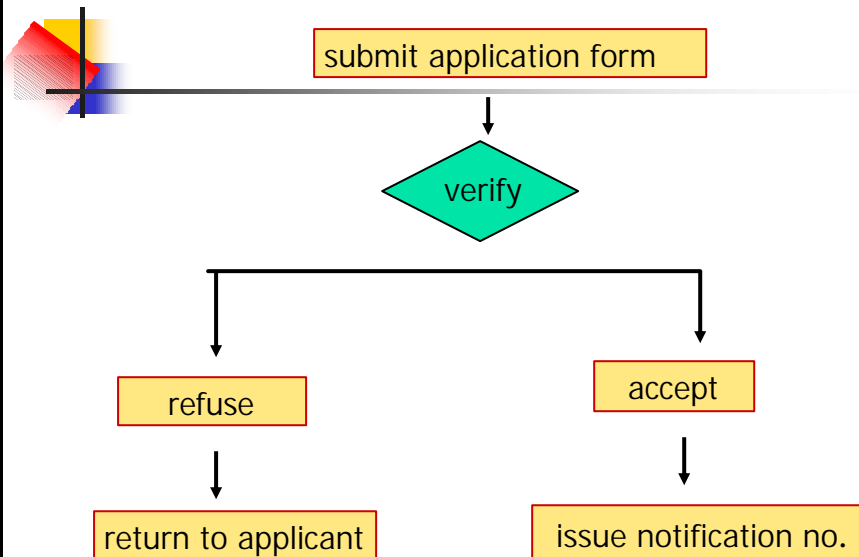 submit application form
verify
refuse
accept
return to applicant
issue notification no.